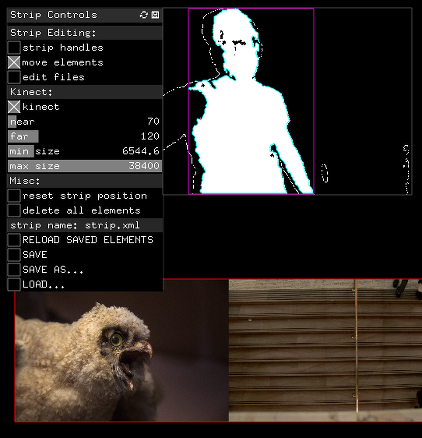 Strip Controls
Strip Editing:
strip handles
move elements
edit files
Kinect:
kinect
near 70
far 120
min size 6544.6
max size 38400
Misc:
reset strip position
delete all elements
strip name: strip.xml
RELOAD SAVED ELEMENTS
SAVE
SAVE AS...
LOAD...